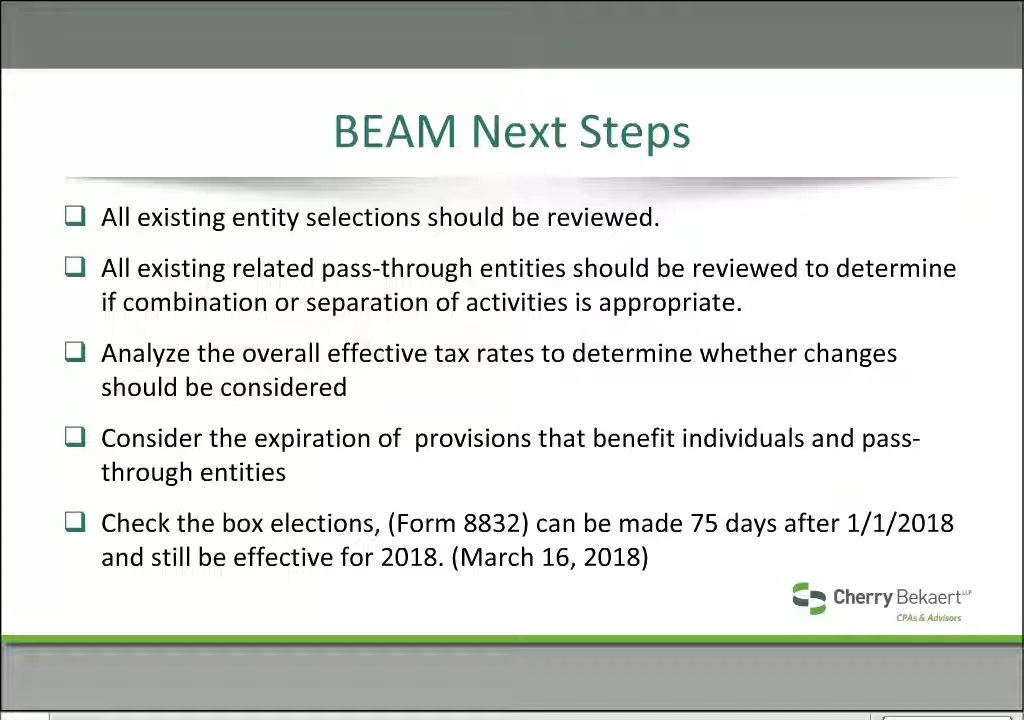 BEAM Next Steps
All existing entity selections should be reviewed.
All existing related pass-through entities should be reviewed to determine
if combination or separation of activities is appropriate.
Analyze the overall effective tax rates to determine whether changes
should be considered
Consider the expiration of  provisions that benefit individuals and pass-
through entities
Check the box elections, (Form 8832) can be made 75 days after 1/1/2018
and still be effective for 2018. (March 16, 2018)
Cherry Bekaert LLP
CPAs & Advisors